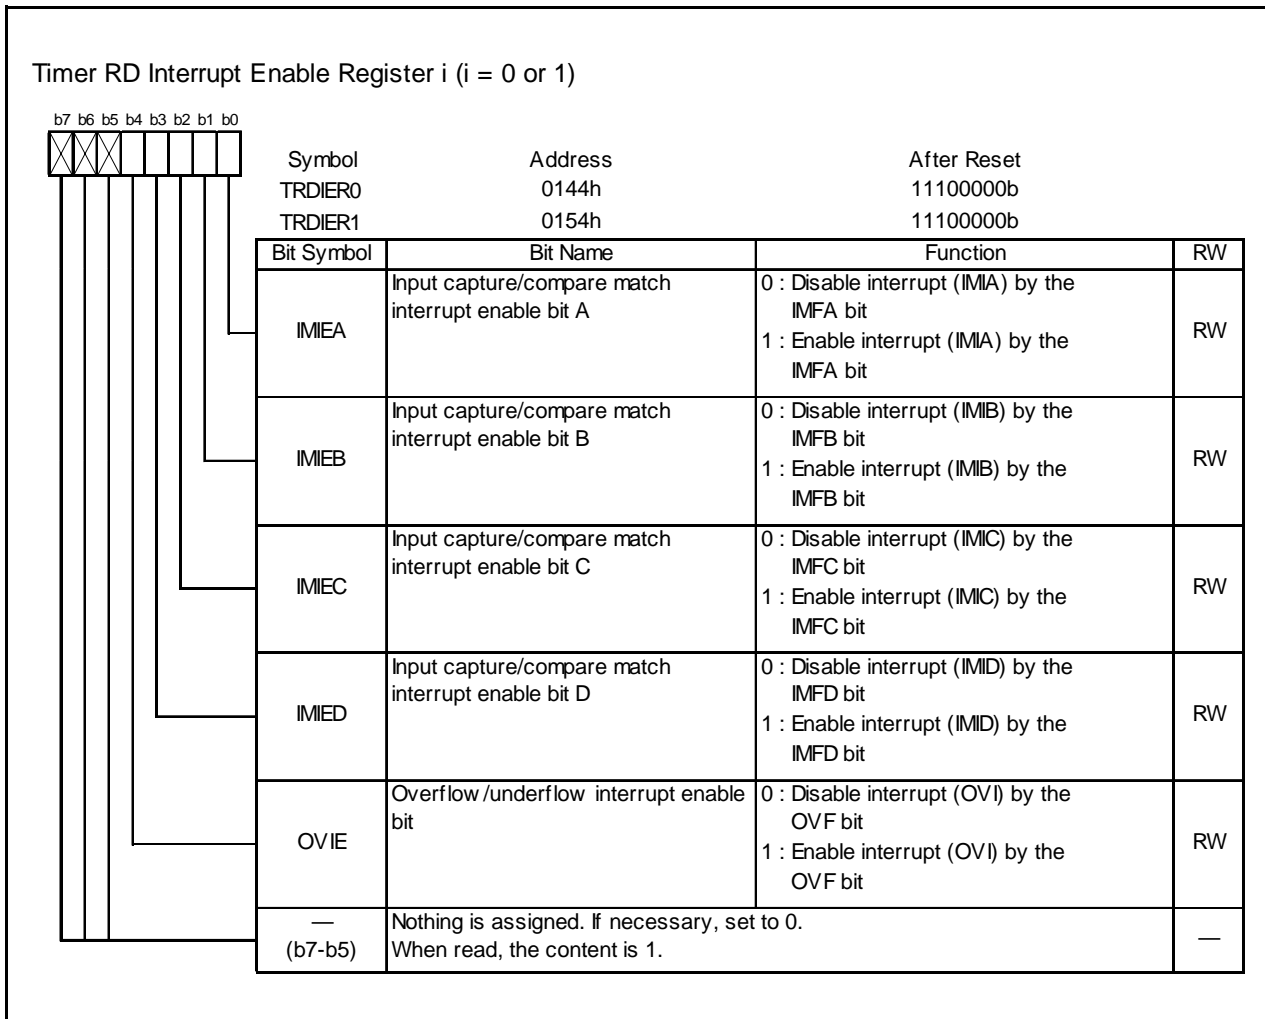 Timer RD Interrupt Enable Register i (i = 0 or 1)
b7 b6 b5 b4 b3 b2 b1 b0
Symbol Address After Reset
TRDIER0 0144h 11100000b
TRDIER1 0154h 11100000b
Bit Symbol Bit Name Function RW
IMIEA
Input capture/compare match
interrupt enable bit A
0 : Disable interrupt (IMIA) by the
IMFA bit
1 : Enable interrupt (IMIA) by the
IMFA bit
RW
IMIEB
Input capture/compare match
interrupt enable bit B
0 : Disable interrupt (IMIB) by the
IMFB bit
1 : Enable interrupt (IMIB) by the
IMFB bit
RW
IMIEC
Input capture/compare match
interrupt enable bit C
0 : Disable interrupt (IMIC) by the
IMFC bit
1 : Enable interrupt (IMIC) by the
IMFC bit
RW
IMIED
Input capture/compare match
interrupt enable bit D
0 : Disable interrupt (IMID) by the
IMFD bit
1 : Enable interrupt (IMID) by the
IMFD bit
RW
OVIE
Overflow/underflow interrupt enable
bit
0 : Disable interrupt (OVI) by the
OVF bit
1 : Enable interrupt (OVI) by the
OVF bit
RW
—
(b7-b5)
Nothing is assigned. If necessary, set to 0.
When read, the content is 1.
—